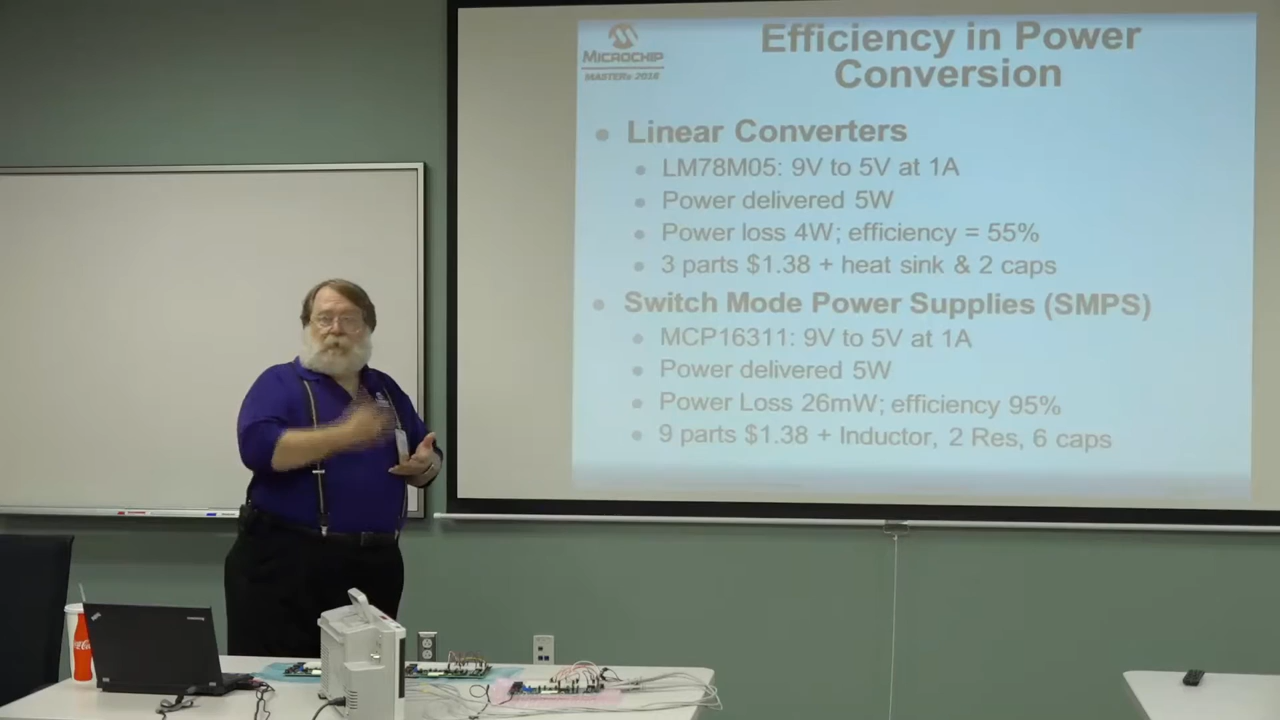 MICROCHIP
MASTERs 2016
Efficiency in Power
Conversion
• Linear Converters
• LM78M05: 9V to 5V at 1A
• Power delivered 5W
• Power loss 4W; efficiency = 55%
• 3 parts $1.38 + heat sink & 2 caps
• Switch Mode Power Supplies (SMPS)
• MCP16311: 9V to 5V at 1A
• Power delivered 5W
• Power Loss 26mW; efficiency 95%
• 9 parts $1.38 + Inductor, 2 Res, 6 caps